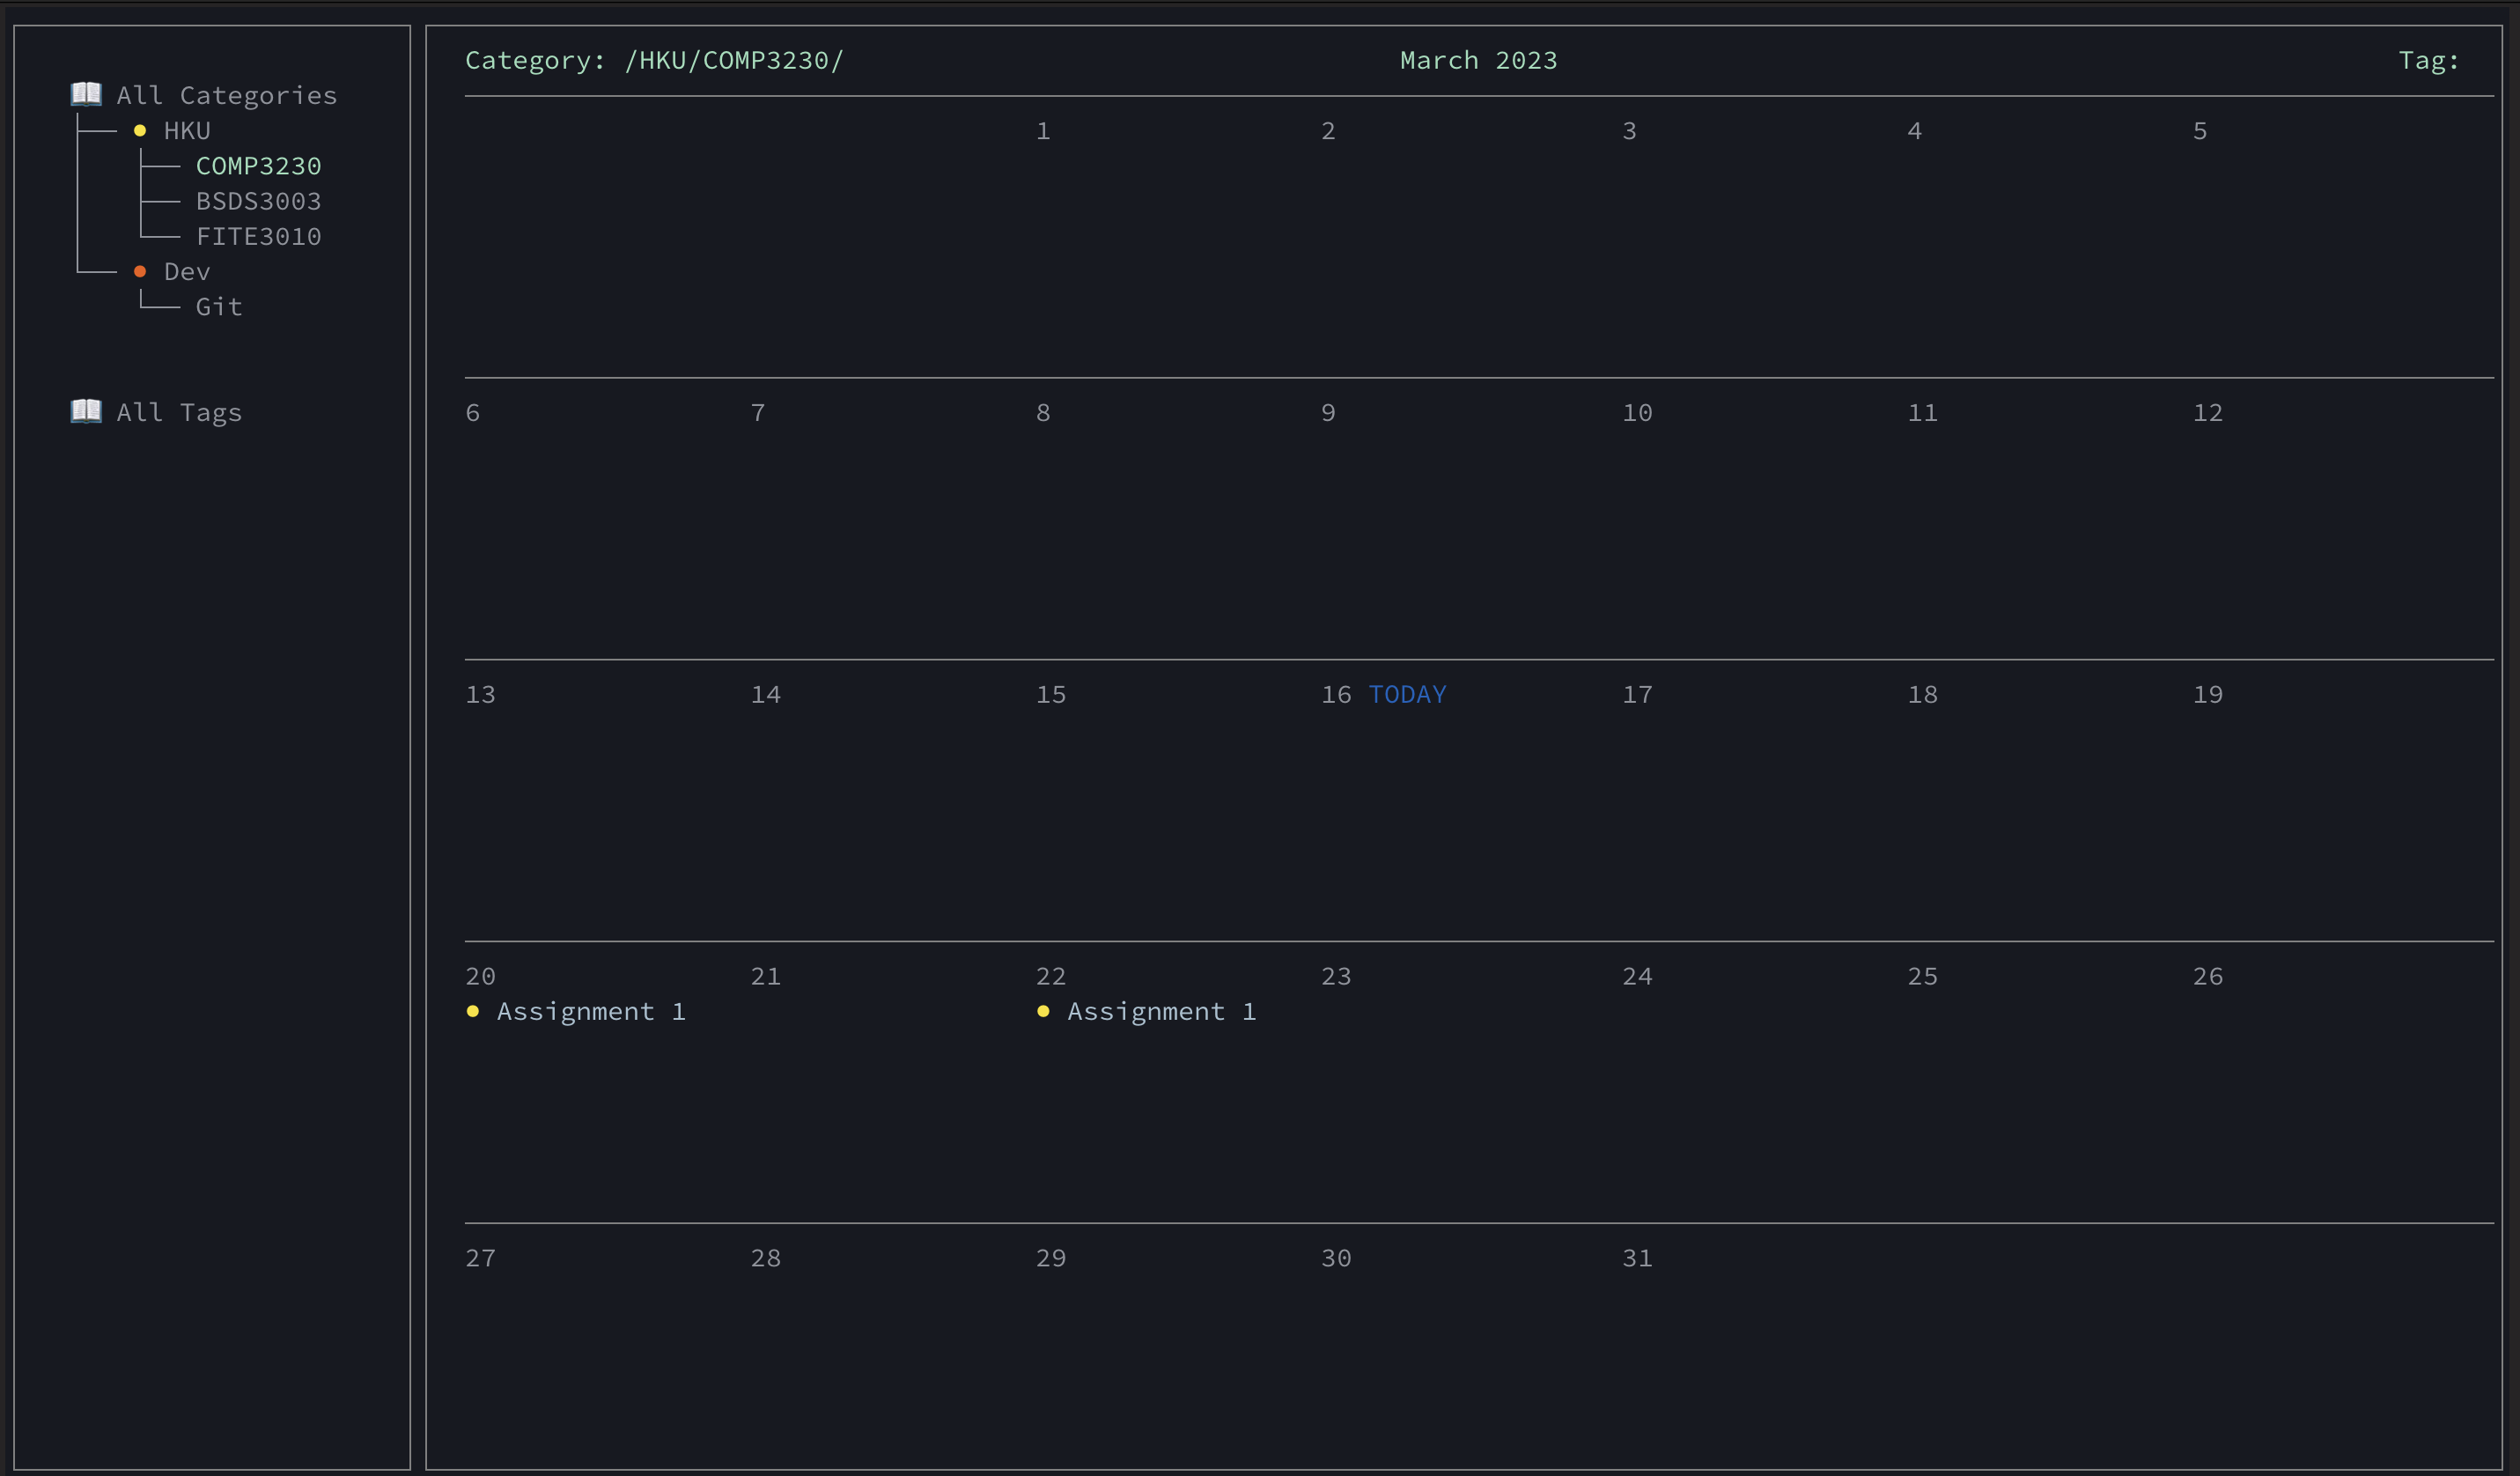 All Categories
HKU
COMP3230
BSDS3003
FITE3010
Dev
Git
All Tags
Category: /HKU/COMP3230/ March 2023 Tag:
1 2 3 4 5
6 7 8 9 10 11 12
13 14 15 16 TODAY 17 18 19
20 21 22 23 24 25 26
Assignment 1 Assignment 1
27 28 29 30 31